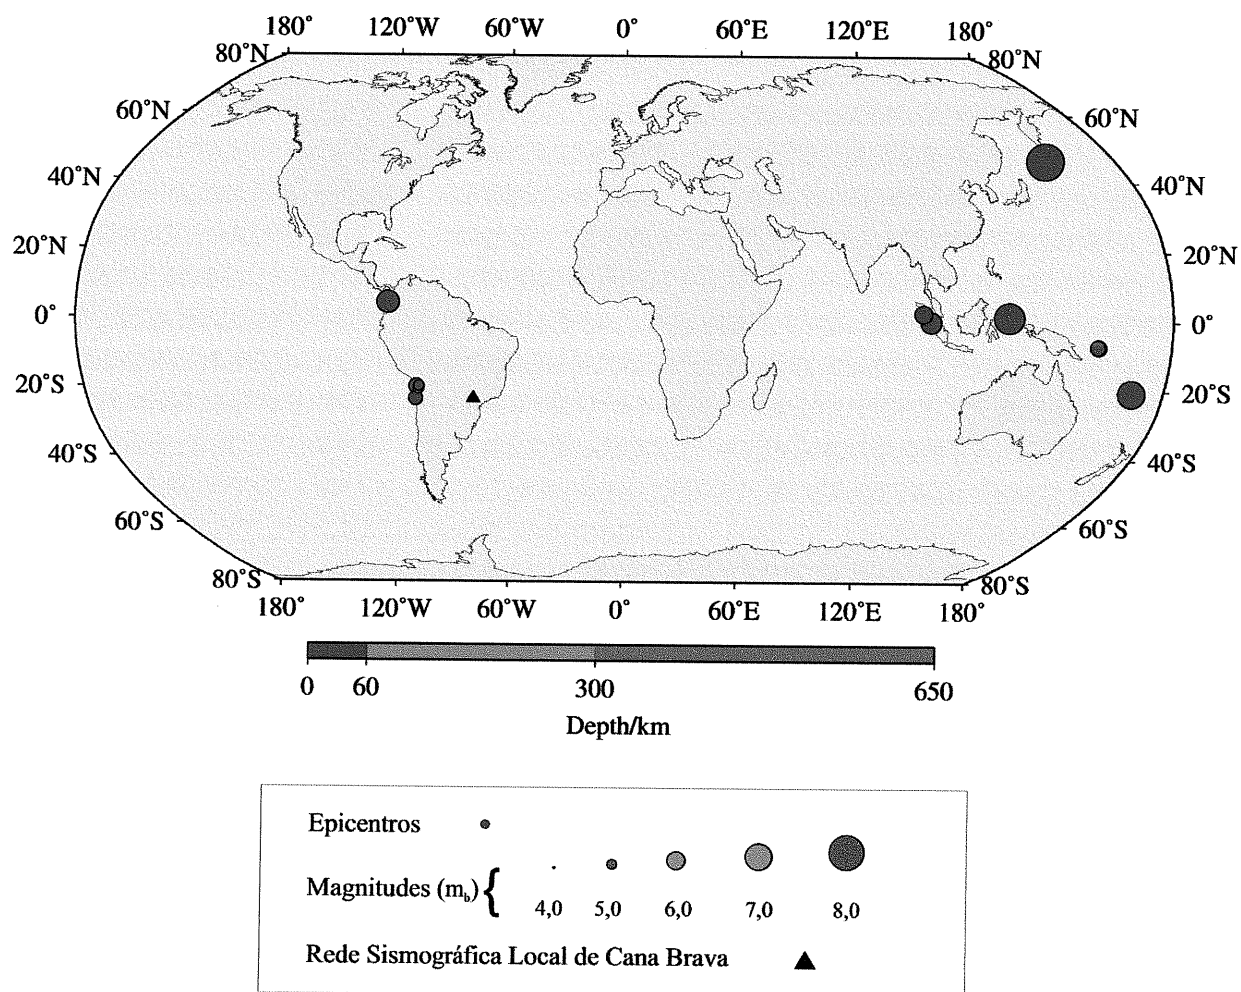 180° 120°W 60°W 0° 60°E 120°E 180°
80°N 80°N
60°N 60°N
40°N 40°N
20°N 20°N
0° 0°
20°S 20°S
40°S 40°S
60°S 60°S
80°S 80°S
180° 120°W 60°W 0° 60°E 120°E 180°
0 60 300 650
Depth/km
Epicentros
Magnitudes (m_b) {
4,0 5,0 6,0 7,0 8,0
Rede Sismográfica Local de Cana Brava